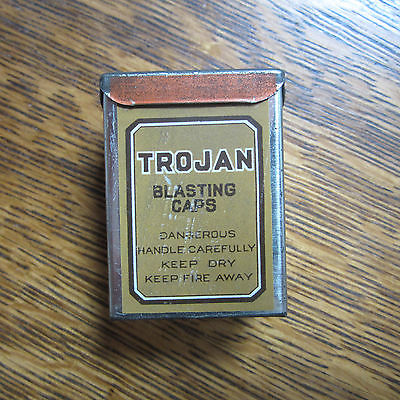 TROJAN
BLASTING
CAPS
DANGEROUS
HANDLE CAREFULLY
KEEP DRY
KEEP FIRE AWAY